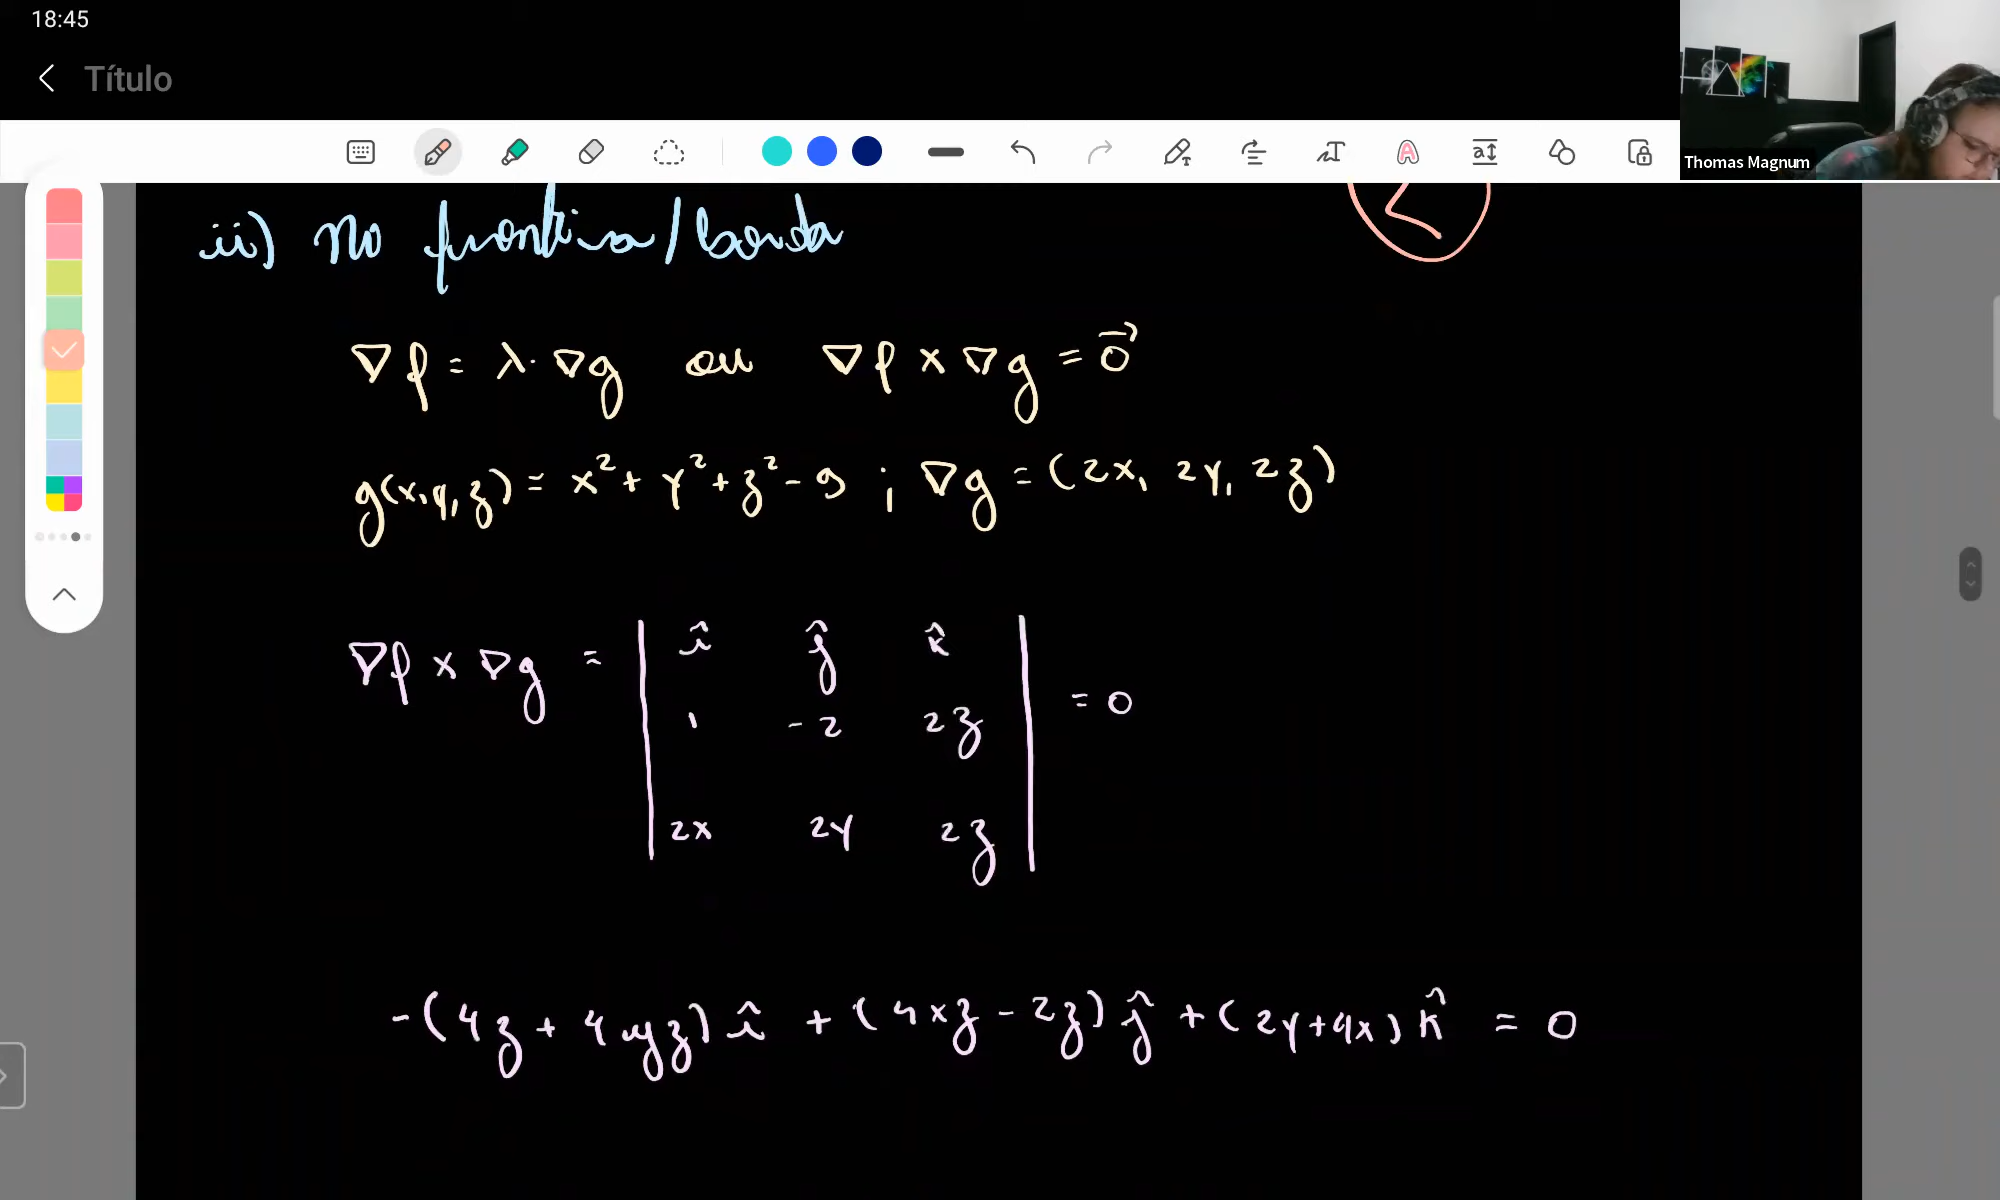 18:45
Título
Thomas Magnum
ii) No fronteira/borda
∇f = λ·∇g ou ∇f × ∇g = 0⃗
g(x,y,z) = x² + y² + z² - 9 ; ∇g = (2x, 2y, 2z)
∇f × ∇g = | î ĵ k̂ |
| 1 -2 2z | = 0
| 2x 2y 2z |
-(4z + 4yz) î + (4xz - 2z) ĵ + (2y+4x) k̂ = 0